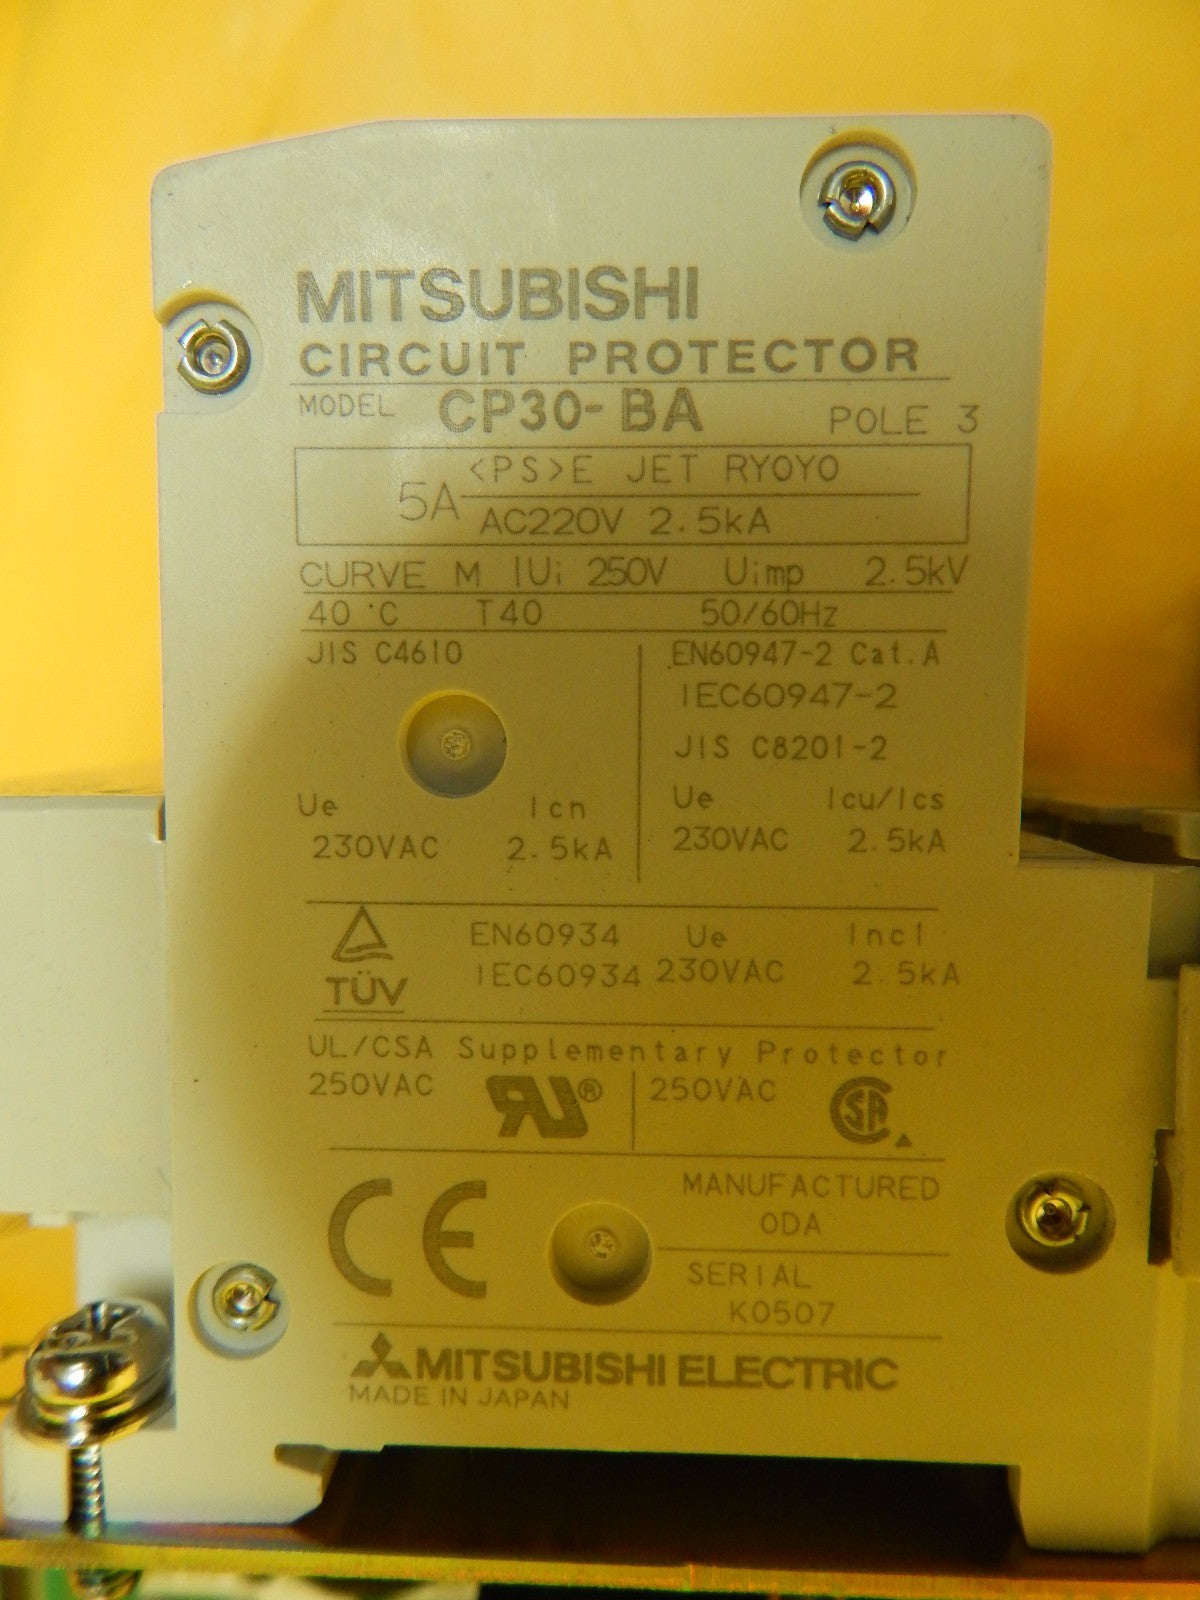 MITSUBISHI
CIRCUIT PROTECTOR
MODEL CP30-BA POLE 3
5A <PS>E JET RYOYO
AC220V 2.5kA
CURVE M Ui 250V Uimp 2.5kV
40 °C T40 50/60Hz
JIS C4610
EN60947-2 Cat.A
IEC60947-2
JIS C8201-2
Ue Icn
230VAC 2.5kA
Ue Icu/Ics
230VAC 2.5kA
TÜV
EN60934 Ue Incl
IEC60934 230VAC 2.5kA
UL/CSA Supplementary Protector
250VAC RU® 250VAC CSA
CE
MANUFACTURED
ODA
SERIAL
K0507
MITSUBISHI ELECTRIC
MADE IN JAPAN